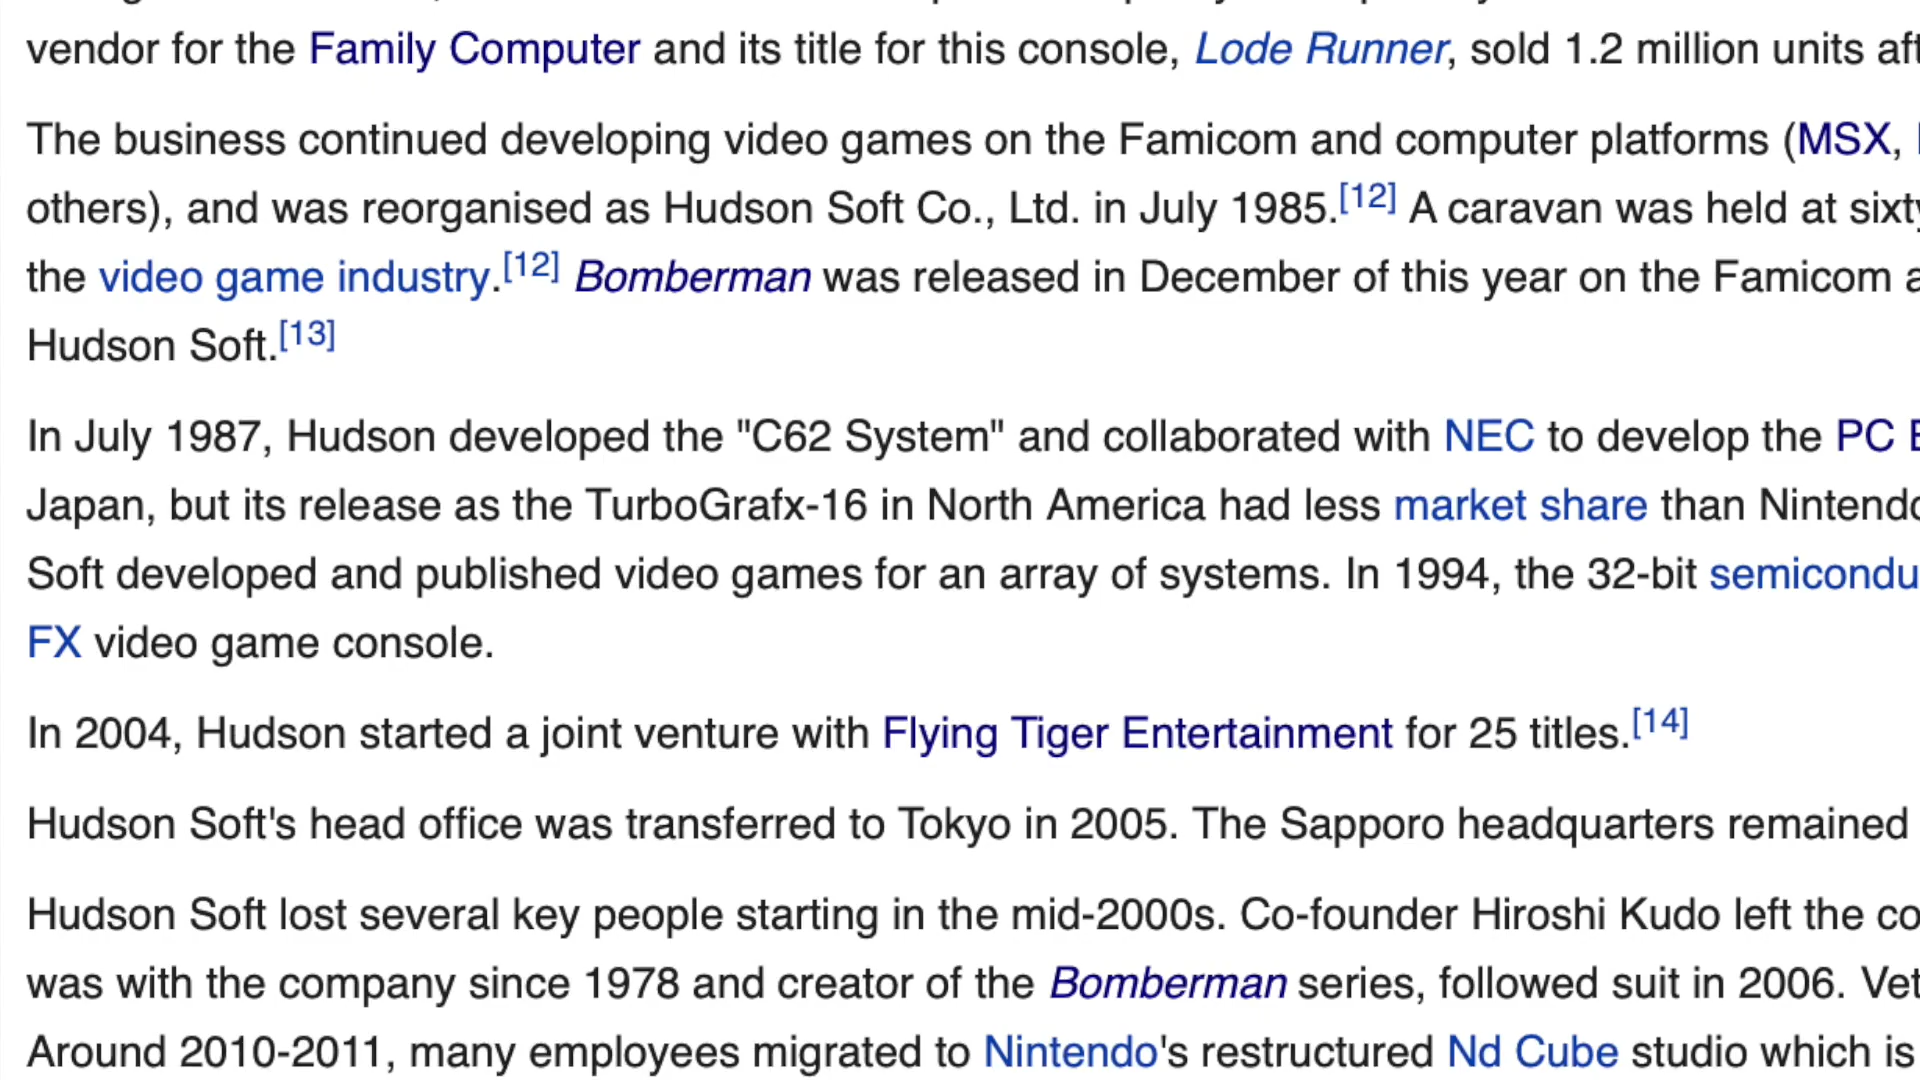 vendor for the Family Computer and its title for this console, Lode Runner, sold 1.2 million units
The business continued developing video games on the Famicom and computer platforms (MSX,
others), and was reorganised as Hudson Soft Co., Ltd. in July 1985.[12] A caravan was held at
the video game industry.[12] Bomberman was released in December of this year on the Famicom
Hudson Soft.[13]
In July 1987, Hudson developed the "C62 System" and collaborated with NEC to develop the PC
Japan, but its release as the TurboGrafx-16 in North America had less market share than
Soft developed and published video games for an array of systems. In 1994, the 32-bit
FX video game console.
In 2004, Hudson started a joint venture with Flying Tiger Entertainment for 25 titles.[14]
Hudson Soft's head office was transferred to Tokyo in 2005. The Sapporo headquarters remained
Hudson Soft lost several key people starting in the mid-2000s. Co-founder Hiroshi Kudo left the
was with the company since 1978 and creator of the Bomberman series, followed suit in 2006.
Around 2010-2011, many employees migrated to Nintendo's restructured Nd Cube studio which is